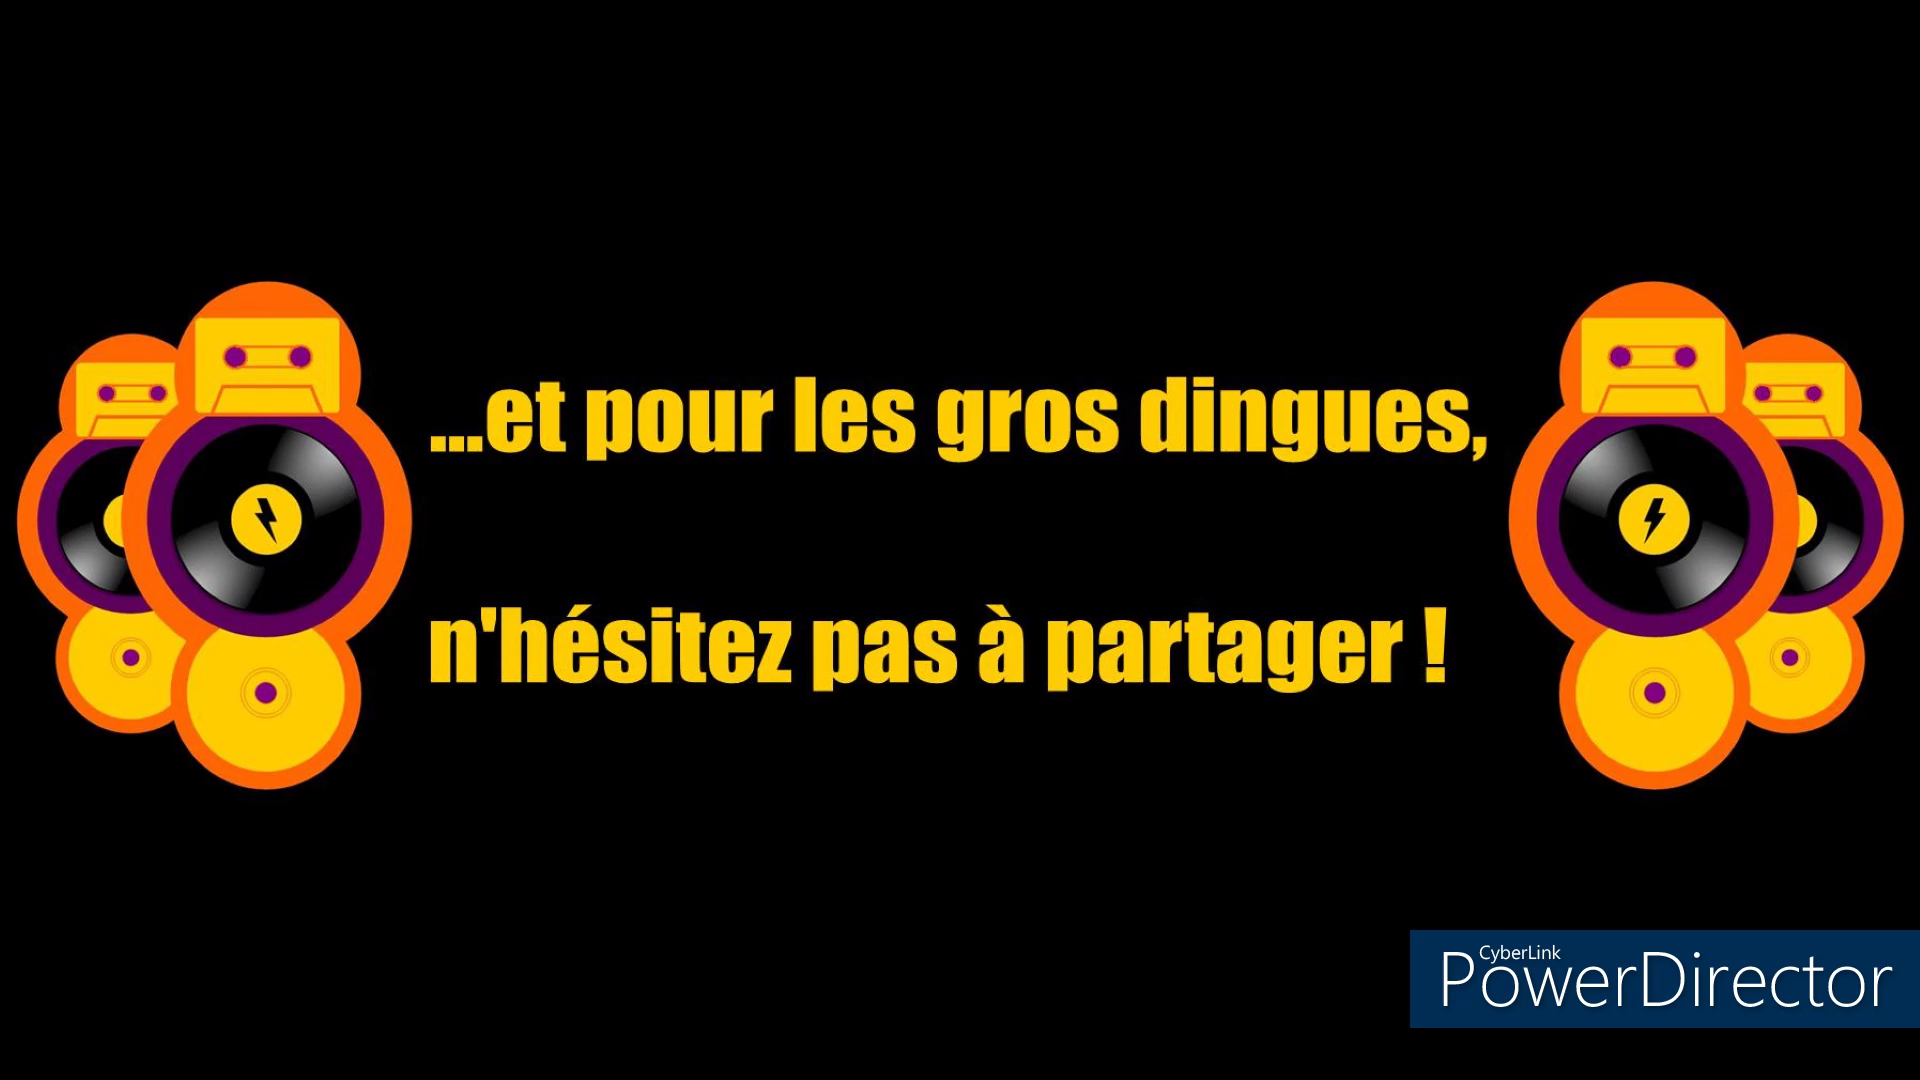 ...et pour les gros dingues,
n'hésitez pas à partager !
CyberLink
PowerDirector